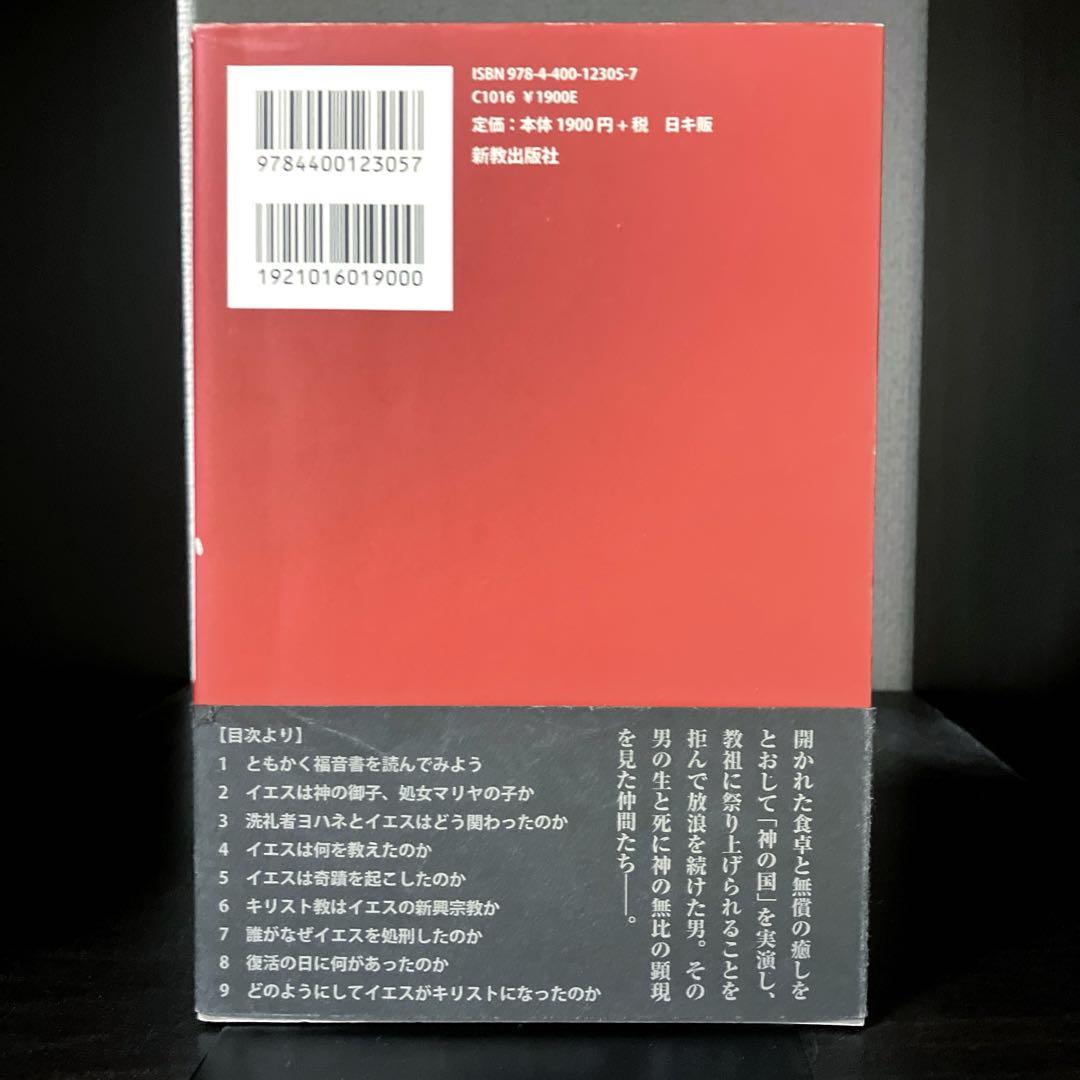 ISBN 978-4-400-12305-7
C1016 ¥1900E
定価：本体1900円＋税　日キ販
新教出版社
9784400123057
1921016019000
【目次より】
1　ともかく福音書を読んでみよう
2　イエスは神の御子、処女マリヤの子か
3　洗礼者ヨハネとイエスはどう関わったのか
4　イエスは何を教えたのか
5　イエスは奇蹟を起こしたのか
6　キリスト教はイエスの新興宗教か
7　誰がなぜイエスを処刑したのか
8　復活の日に何があったのか
9　どのようにしてイエスがキリストになったのか
開かれた食卓と無償の癒しを
とおして「神の国」を実演し、
教祖に祭り上げられることを
拒んで放浪を続けた男。その
男の生と死に神の無比の顕現
を見た仲間たち――。